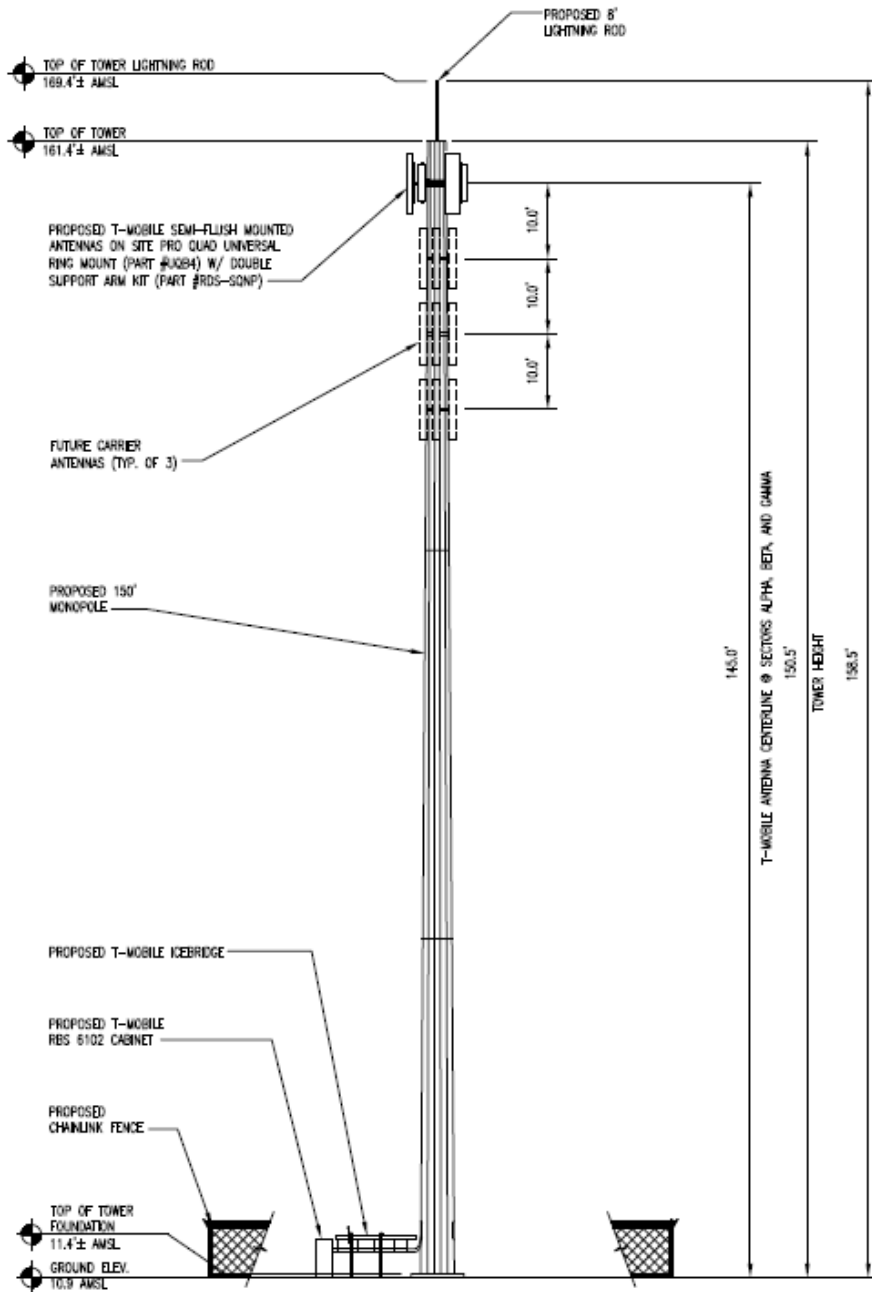 PROPOSED 8'
LIGHTNING ROD
TOP OF TOWER LIGHTNING ROD
169.4'± AMSL
TOP OF TOWER
161.4'± AMSL
PROPOSED T-MOBILE SEMI-FLUSH MOUNTED
ANTENNAS ON SITE PRO QUAD UNIVERSAL
RING MOUNT (PART #UQB4) W/ DOUBLE
SUPPORT ARM KIT (PART #RDS-SQNP)
10.0'
10.0'
10.0'
FUTURE CARRIER
ANTENNAS (TYP. OF 3)
PROPOSED 150'
MONOPOLE
145.0'
T-MOBILE ANTENNA CENTERLINE @ SECTORS ALPHA, BETA, AND GAMMA
150.5'
TOWER HEIGHT
158.5'
PROPOSED T-MOBILE ICEBRIDGE
PROPOSED T-MOBILE
RBS 6102 CABINET
PROPOSED
CHAINLINK FENCE
TOP OF TOWER
FOUNDATION
11.4'± AMSL
GROUND ELEV.
10.9 AMSL